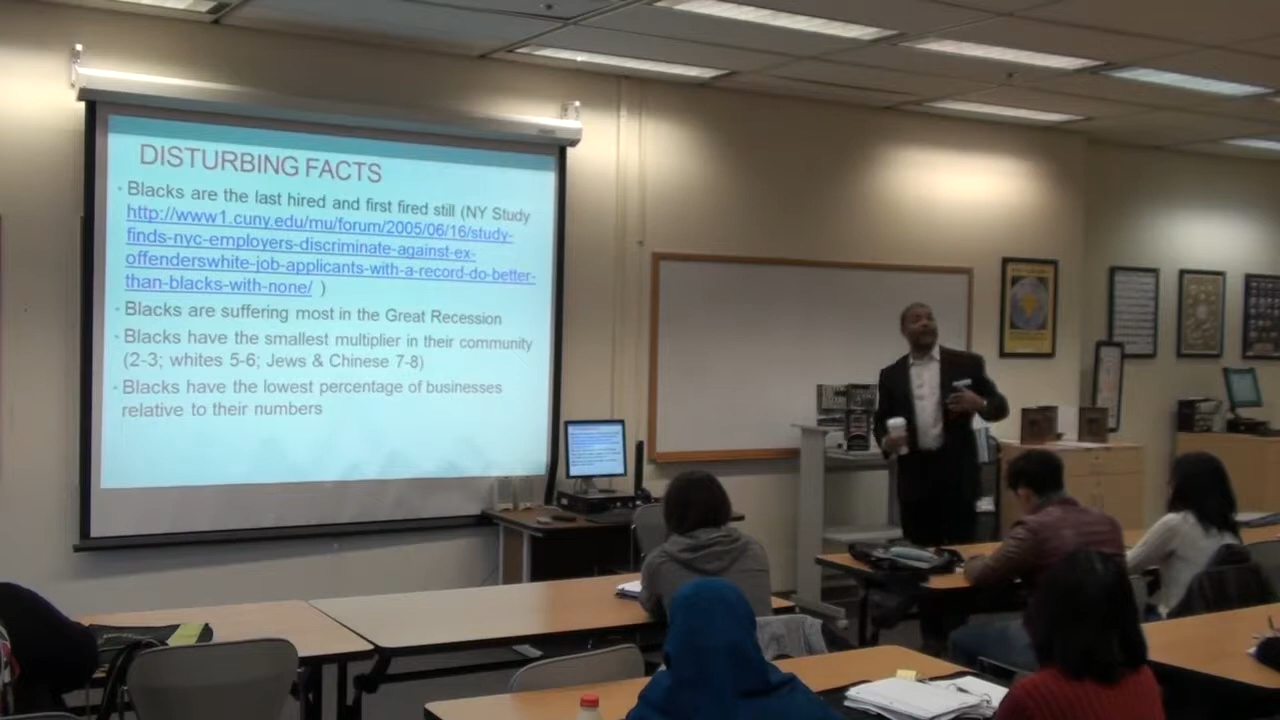 DISTURBING FACTS
• Blacks are the last hired and first fired still (NY Study
http://www1.cuny.edu/mu/forum/2005/06/16/study-
finds-nyc-employers-discriminate-against-ex-
offenderswhite-job-applicants-with-a-record-do-better-
than-blacks-with-none/ )
• Blacks are suffering most in the Great Recession
• Blacks have the smallest multiplier in their community
(2-3; whites 5-6; Jews & Chinese 7-8)
• Blacks have the lowest percentage of businesses
relative to their numbers